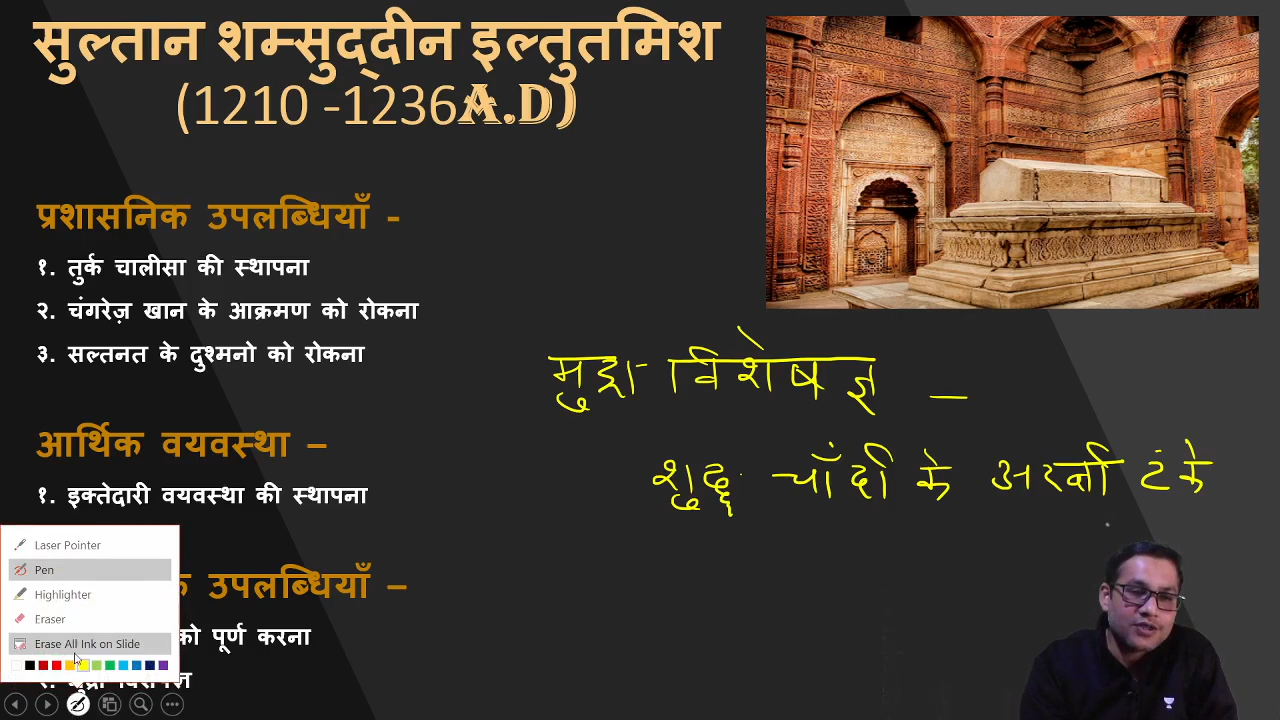 सुल्तान शम्सुद्दीन इल्तुतमिश
(1210 -1236A.D)
प्रशासनिक उपलब्धियाँ -
१. तुर्क चालीसा की स्थापना
२. चंगरेज़ खान के आक्रमण को रोकना
३. सल्तनत के दुश्मनो को रोकना
आर्थिक वयवस्था –
१. इक्तेदारी वयवस्था की स्थापना
उपलब्धियाँ –
को पूर्ण करना
मुद्रा विशेषज्ञ –
शुद्ध चाँदी के अरबी टंके
Laser Pointer
Pen
Highlighter
Eraser
Erase All Ink on Slide